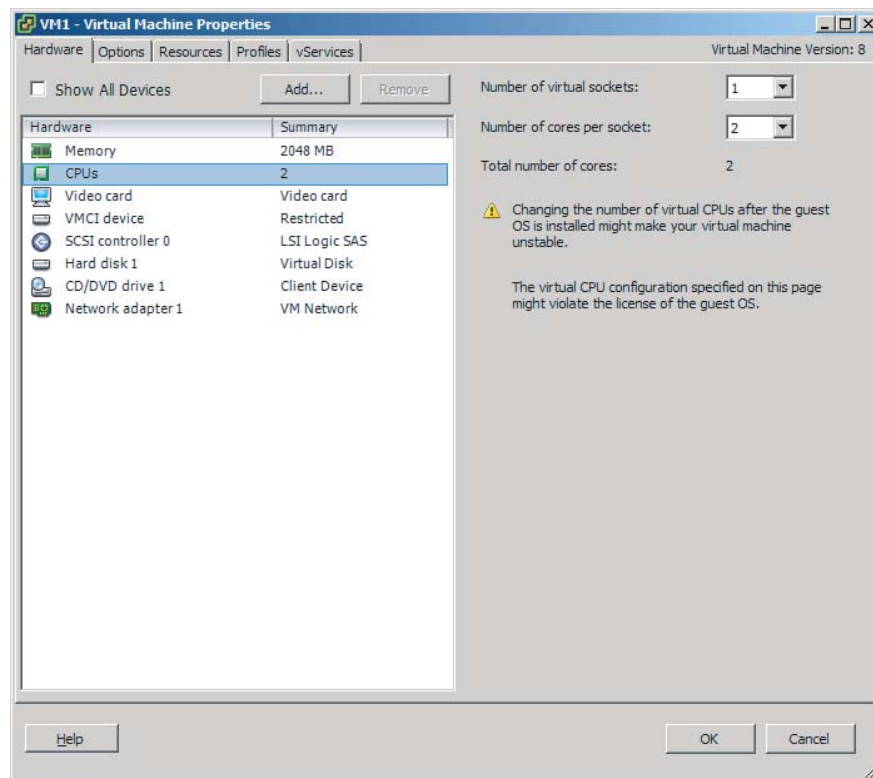 VM1 - Virtual Machine Properties
Hardware Options Resources Profiles vServices Virtual Machine Version: 8
Show All Devices Add... Remove
Hardware Summary
Memory 2048 MB
CPUs 2
Video card Video card
VMCI device Restricted
SCSI controller 0 LSI Logic SAS
Hard disk 1 Virtual Disk
CD/DVD drive 1 Client Device
Network adapter 1 VM Network
Number of virtual sockets: 1
Number of cores per socket: 2
Total number of cores: 2
Changing the number of virtual CPUs after the guest
OS is installed might make your virtual machine
unstable.
The virtual CPU configuration specified on this page
might violate the license of the guest OS.
Help OK Cancel